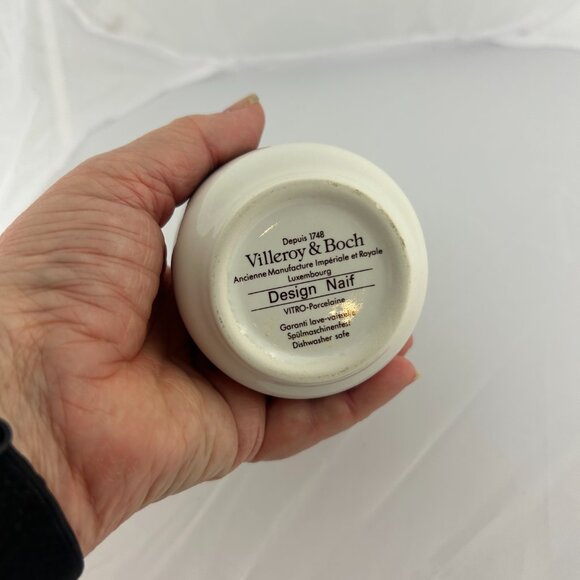 Depuis 1748
Villeroy & Boch
Ancienne Manufacture Impériale et Royale
Luxembourg
Design Naif
VITRO-Porcelaine
Garanti lave-vaisselle
Spülmaschinenfest
Dishwasher safe